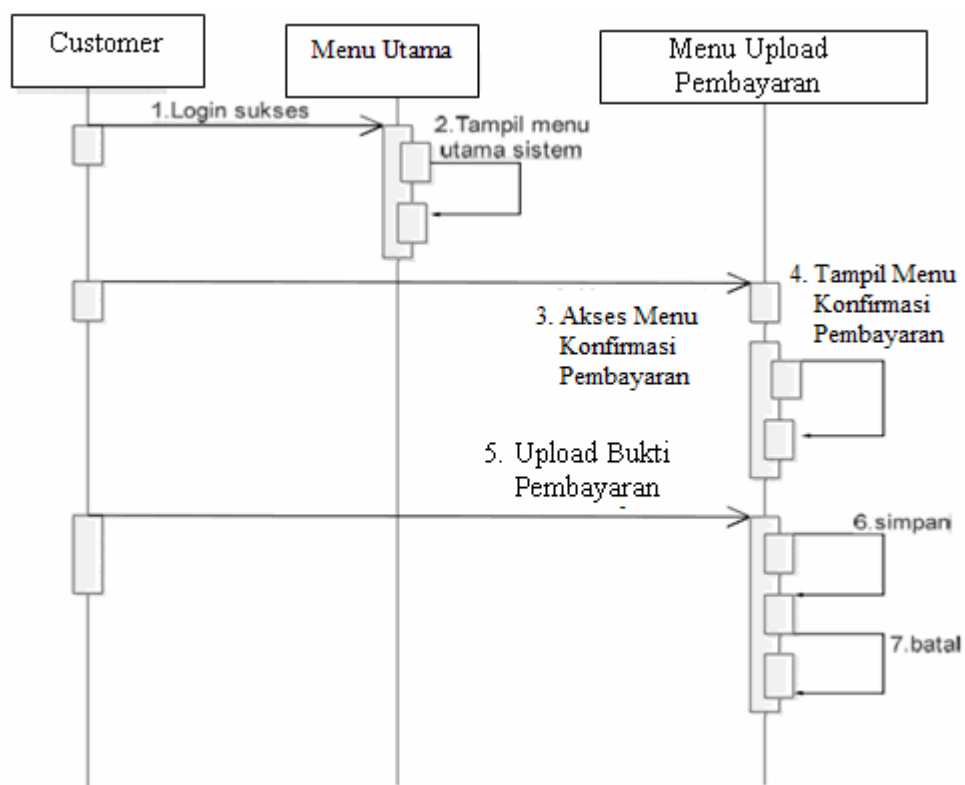 Customer
Menu Utama
Menu Upload
Pembayaran
1.Login sukses
2.Tampil menu
utama sistem
3. Akses Menu
Konfirmasi
Pembayaran
4. Tampil Menu
Konfirmasi
Pembayaran
5. Upload Bukti
Pembayaran
6.simpan
7.batal